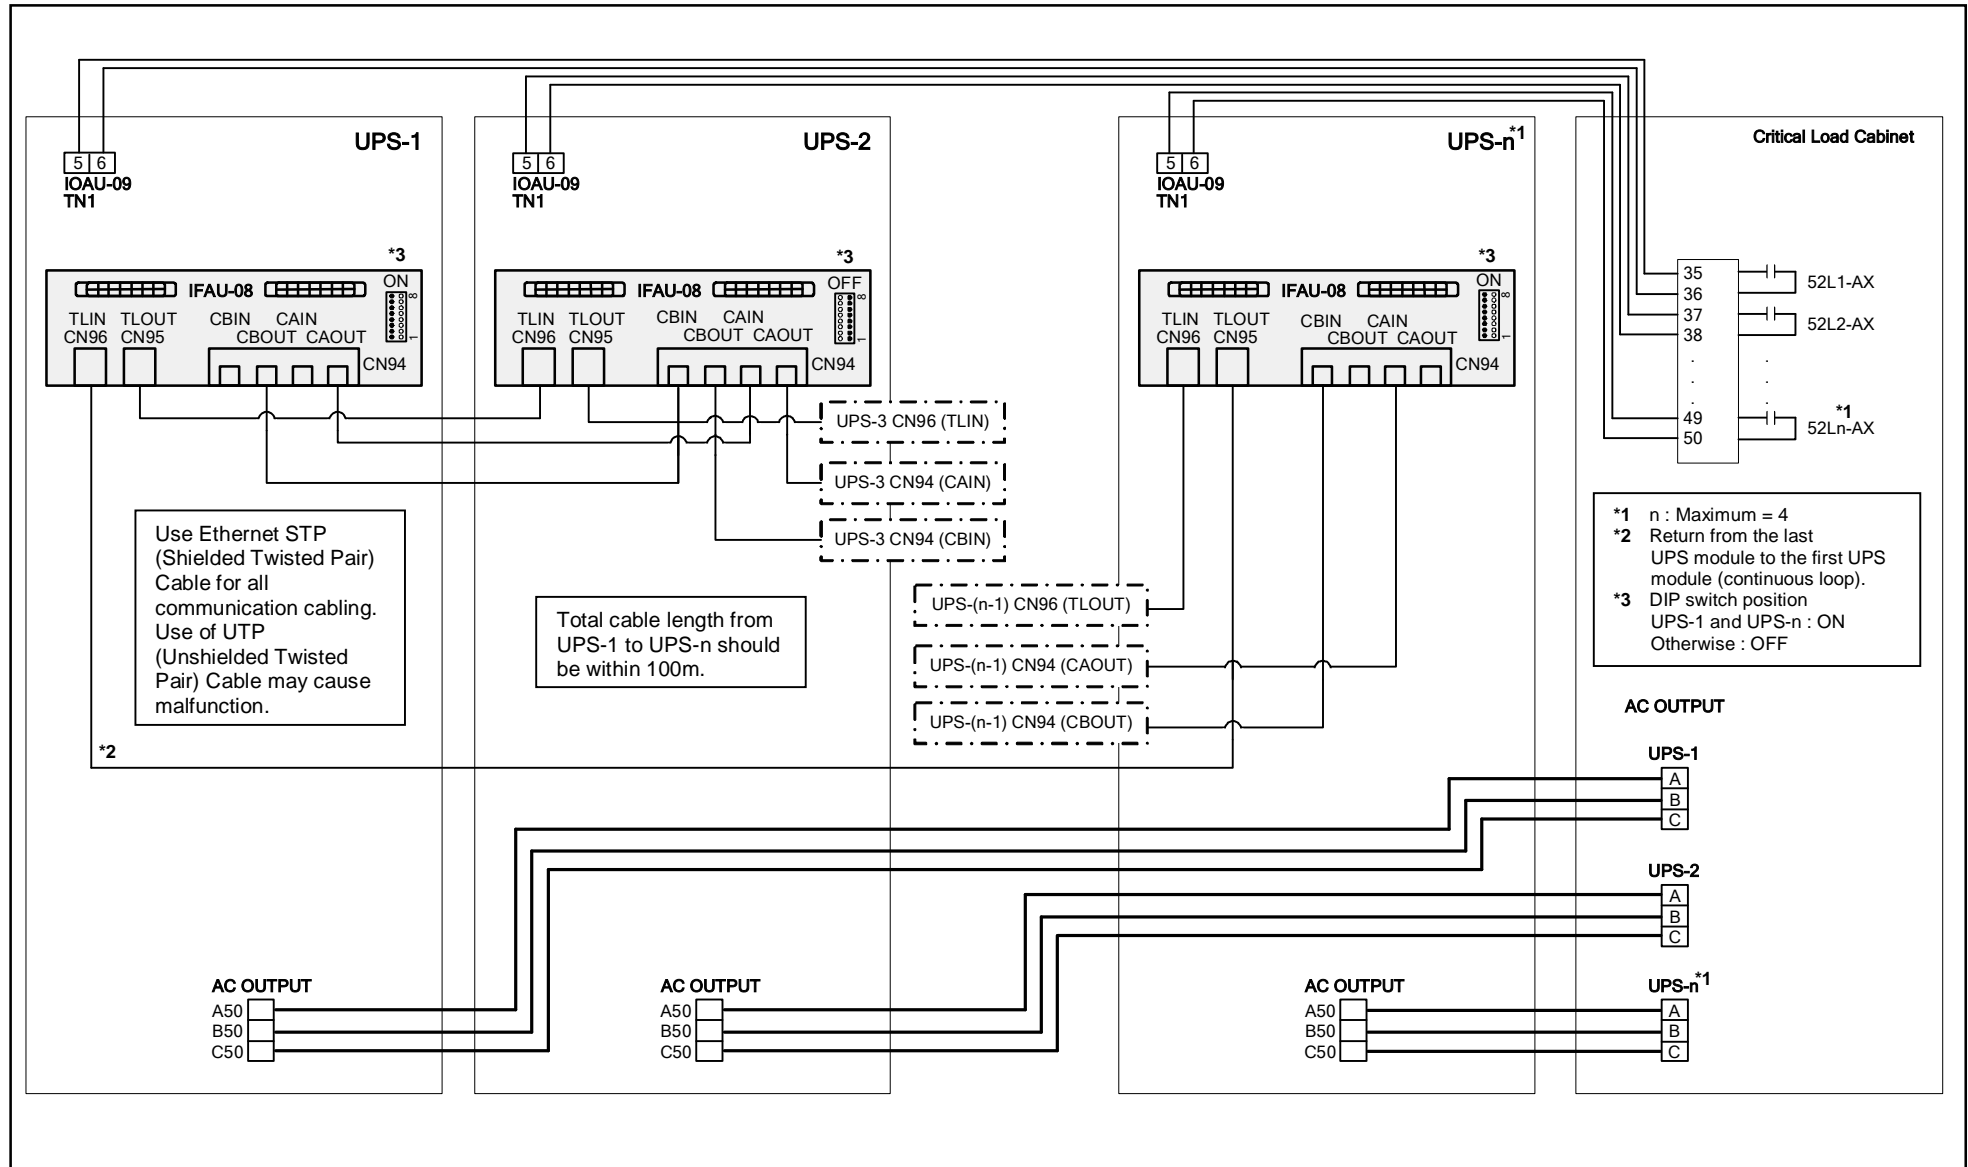 UPS-1
5 6
IOAU-09
TN1
*3
ON
IFAU-08
8
1
TLIN TLOUT CBIN CAIN
CN96 CN95 CBOUT CAOUT
CN94
UPS-2
5 6
IOAU-09
TN1
*3
OFF
IFAU-08
8
1
TLIN TLOUT CBIN CAIN
CN96 CN95 CBOUT CAOUT
CN94
UPS-3 CN96 (TLIN)
UPS-3 CN94 (CAIN)
UPS-3 CN94 (CBIN)
UPS-n*1
5 6
IOAU-09
TN1
*3
ON
IFAU-08
8
1
TLIN TLOUT CBIN CAIN
CN96 CN95 CBOUT CAOUT
CN94
UPS-(n-1) CN96 (TLOUT)
UPS-(n-1) CN94 (CAOUT)
UPS-(n-1) CN94 (CBOUT)
Critical Load Cabinet
35
36
52L1-AX
37
38
52L2-AX
49
50
*1
52Ln-AX
Use Ethernet STP
(Shielded Twisted Pair)
Cable for all
communication cabling.
Use of UTP
(Unshielded Twisted
Pair) Cable may cause
malfunction.
Total cable length from
UPS-1 to UPS-n should
be within 100m.
*1 n : Maximum = 4
*2 Return from the last
UPS module to the first UPS
module (continuous loop).
*3 DIP switch position
UPS-1 and UPS-n : ON
Otherwise : OFF
*2
AC OUTPUT
UPS-1
A
B
C
UPS-2
A
B
C
UPS-n*1
A
B
C
AC OUTPUT
A50
B50
C50
AC OUTPUT
A50
B50
C50
AC OUTPUT
A50
B50
C50